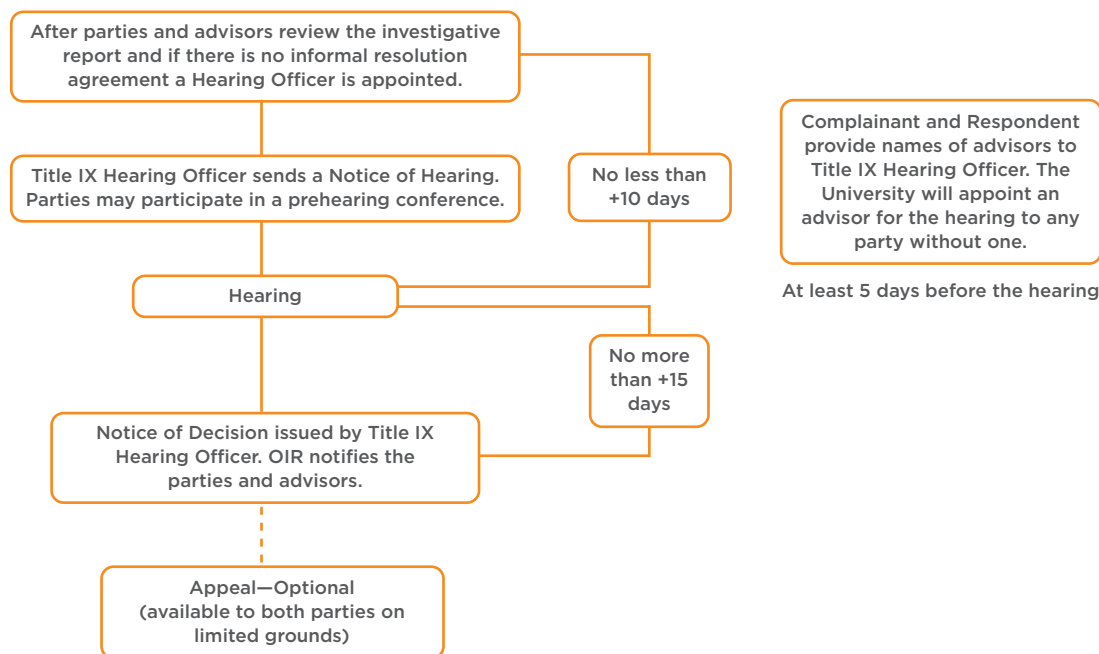 After parties and advisors review the investigative
report and if there is no informal resolution
agreement a Hearing Officer is appointed.
Title IX Hearing Officer sends a Notice of Hearing.
Parties may participate in a prehearing conference.
No less than
+10 days
Complainant and Respondent
provide names of advisors to
Title IX Hearing Officer. The
University will appoint an
advisor for the hearing to any
party without one.
At least 5 days before the hearing
Hearing
No more
than +15
days
Notice of Decision issued by Title IX
Hearing Officer. OIR notifies the
parties and advisors.
Appeal—Optional
(available to both parties on
limited grounds)